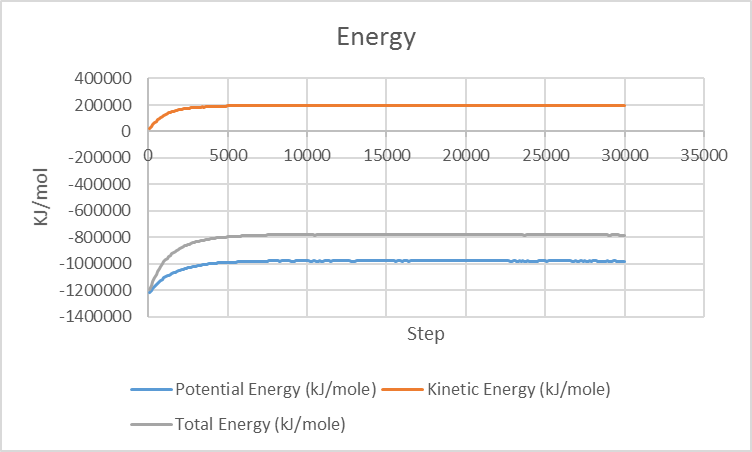 Energy
400000
200000
0
-200000
-400000
-600000
-800000
-1000000
-1200000
-1400000
0 5000 10000 15000 20000 25000 30000 35000
KJ/mol
Step
Potential Energy (kJ/mole) Kinetic Energy (kJ/mole)
Total Energy (kJ/mole)